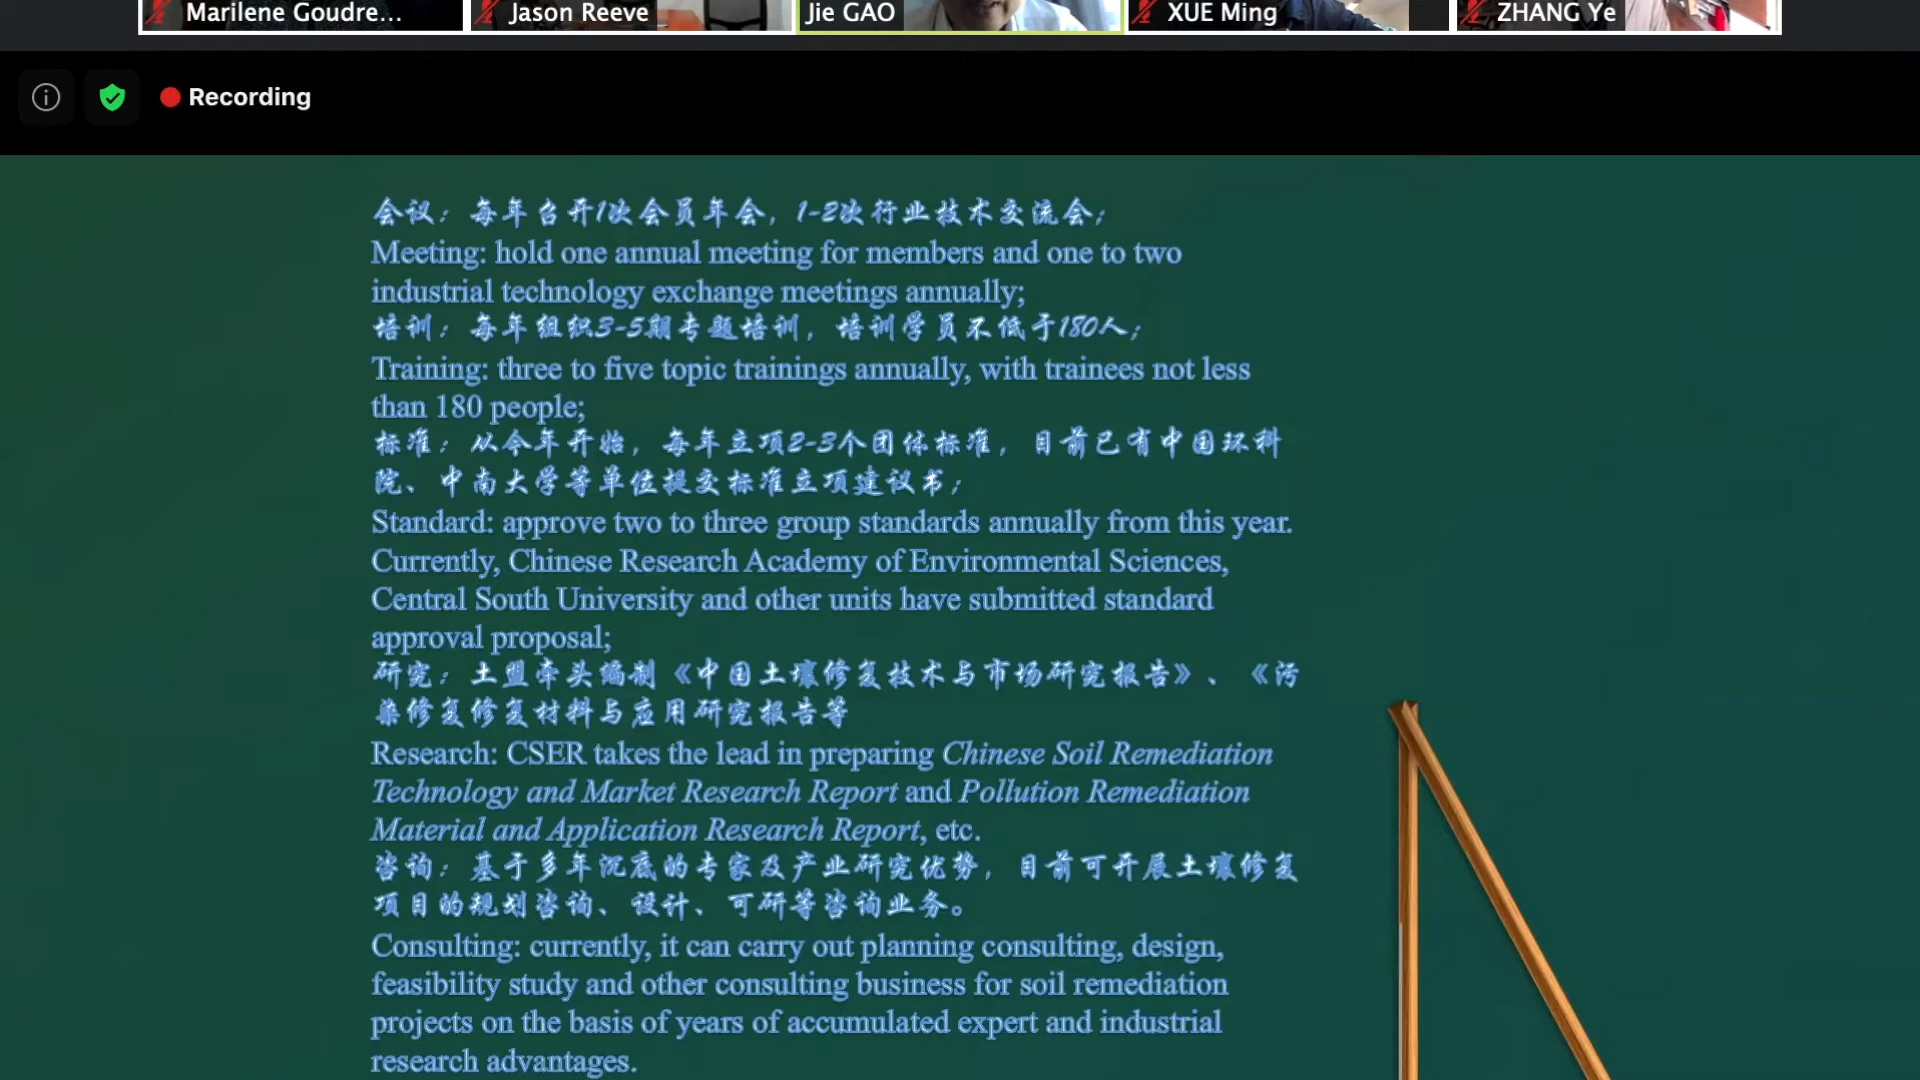 Marilene Goudre...
Jason Reeve
Jie GAO
XUE Ming
ZHANG Ye
Recording
会议：每年召开1次会员年会，1-2次行业技术交流会；
Meeting: hold one annual meeting for members and one to two
industrial technology exchange meetings annually;
培训：每年组织3-5期专题培训，培训学员不低于180人；
Training: three to five topic trainings annually, with trainees not less
than 180 people;
标准：从今年开始，每年立项2-3个团体标准，目前已有中国环科
院、中南大学等单位提交标准立项建议书；
Standard: approve two to three group standards annually from this year.
Currently, Chinese Research Academy of Environmental Sciences,
Central South University and other units have submitted standard
approval proposal;
研究：土盟牵头编制《中国土壤修复技术与市场研究报告》、《污
染修复修复材料与应用研究报告等
Research: CSER takes the lead in preparing Chinese Soil Remediation
Technology and Market Research Report and Pollution Remediation
Material and Application Research Report, etc.
咨询：基于多年沉底的专家及产业研究优势，目前可开展土壤修复
项目的规划咨询、设计、可研等咨询业务。
Consulting: currently, it can carry out planning consulting, design,
feasibility study and other consulting business for soil remediation
projects on the basis of years of accumulated expert and industrial
research advantages.